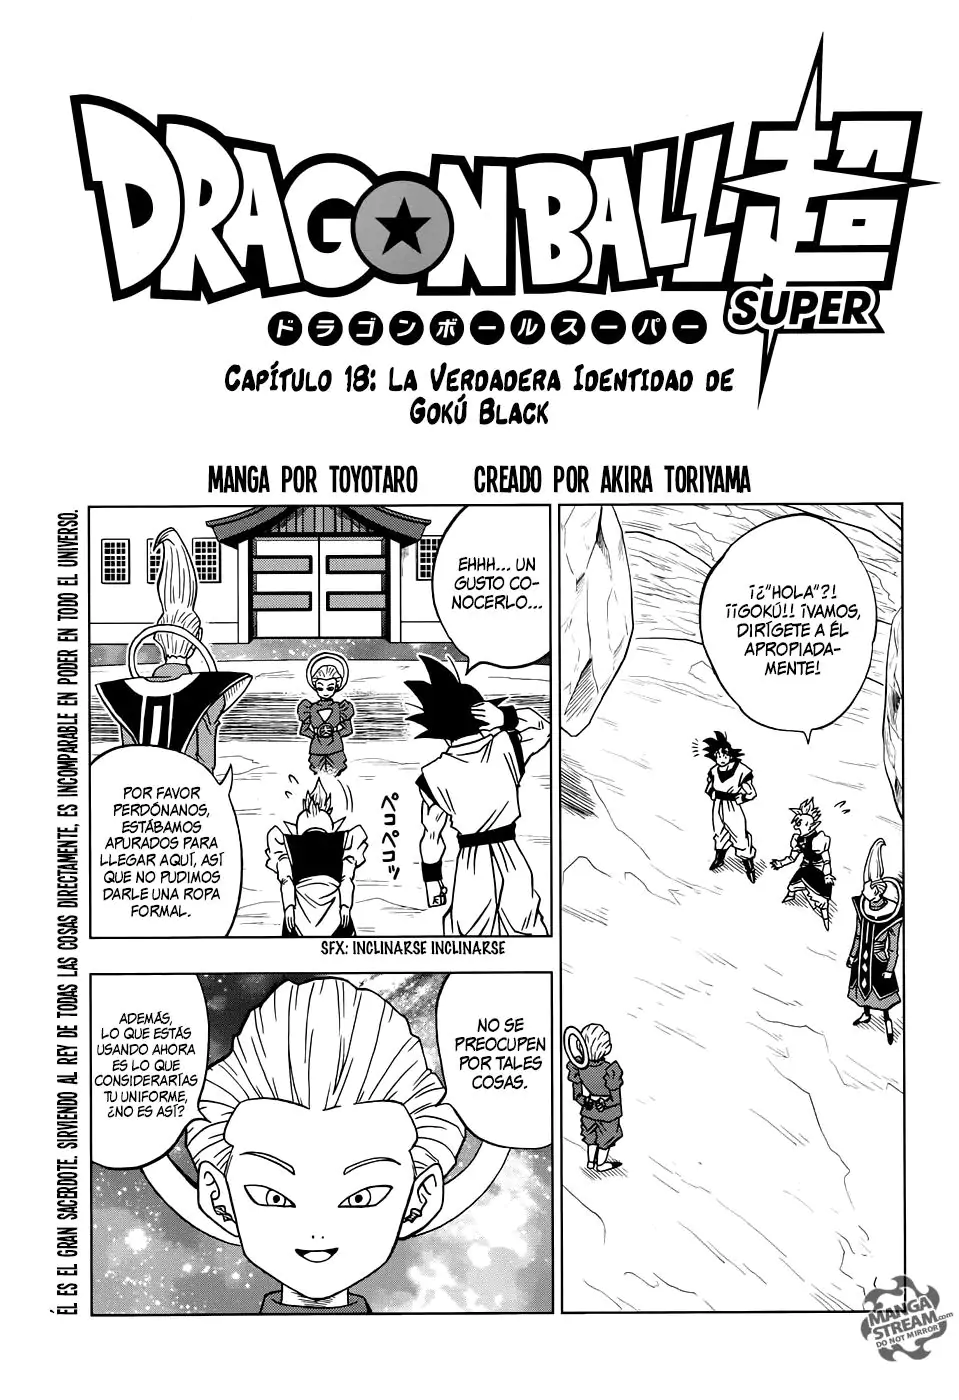 DRAGON BALL超
SUPER
ドラゴンボールスーパー
CAPÍTULO 18: LA VERDADERA IDENTIDAD DE
GOKÚ BLACK
MANGA POR TOYOTARO
CREADO POR AKIRA TORIYAMA
¡¿"HOLA"?!
¡¡GOKÚ!! ¡VAMOS,
DIRÍGETE A ÉL
APROPIADA-
MENTE!
EHHH... UN
GUSTO CO-
NOCERLO...
POR FAVOR
PERDÓNANOS,
ESTÁBAMOS
APURADOS PARA
LLEGAR AQUÍ, ASÍ
QUE NO PUDIMOS
DARLE UNA ROPA
FORMAL.
ペコペコッ
SFX: INCLINARSE INCLINARSE
NO SE
PREOCUPEN
POR TALES
COSAS.
ADEMÁS,
LO QUE ESTÁS
USANDO AHORA
ES LO QUE
CONSIDERARÍAS
TU UNIFORME,
¿NO ES ASÍ?
ÉL ES EL GRAN SACERDOTE. SIRVIENDO AL REY DE TODAS LAS COSAS DIRECTAMENTE, ES INCOMPARABLE EN PODER EN TODO EL UNIVERSO.
MANGA
STREAM.com
DO NOT MIRROR